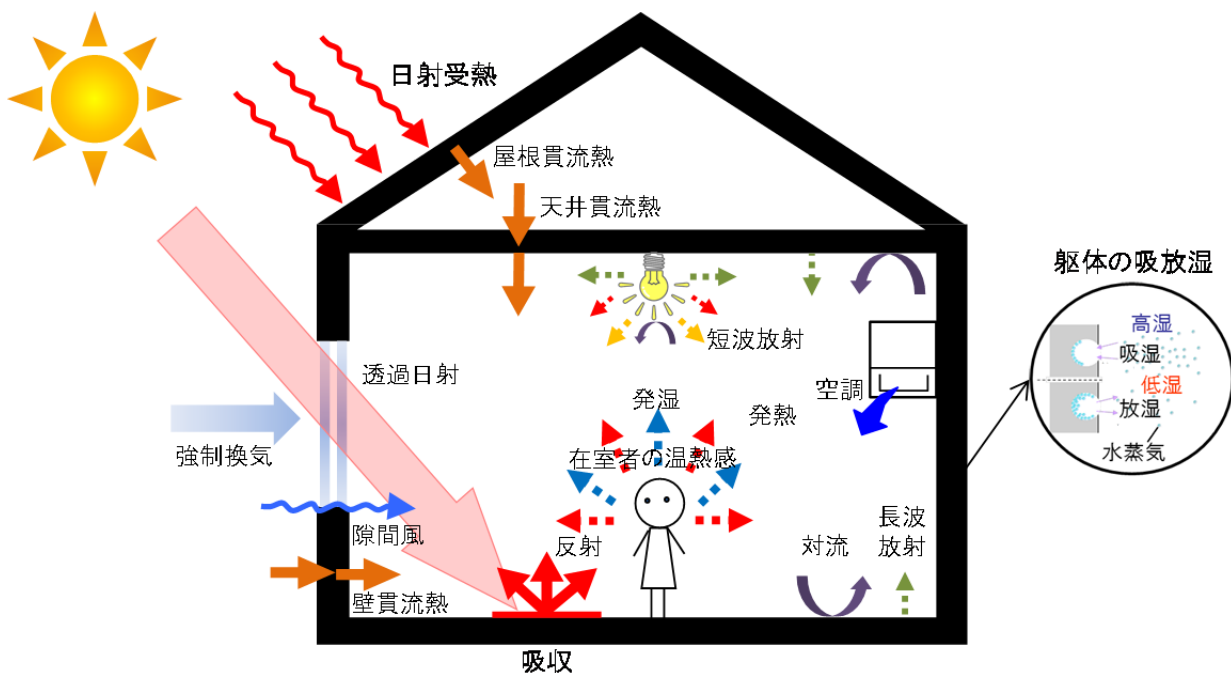 日射受熱
屋根貫流熱
天井貫流熱
躯体の吸放湿
高湿
吸湿
低湿
放湿
水蒸気
短波放射
透過日射
空調
発湿
発熱
強制換気
在室者の温熱感
隙間風
反射
対流
長波
放射
壁貫流熱
吸収